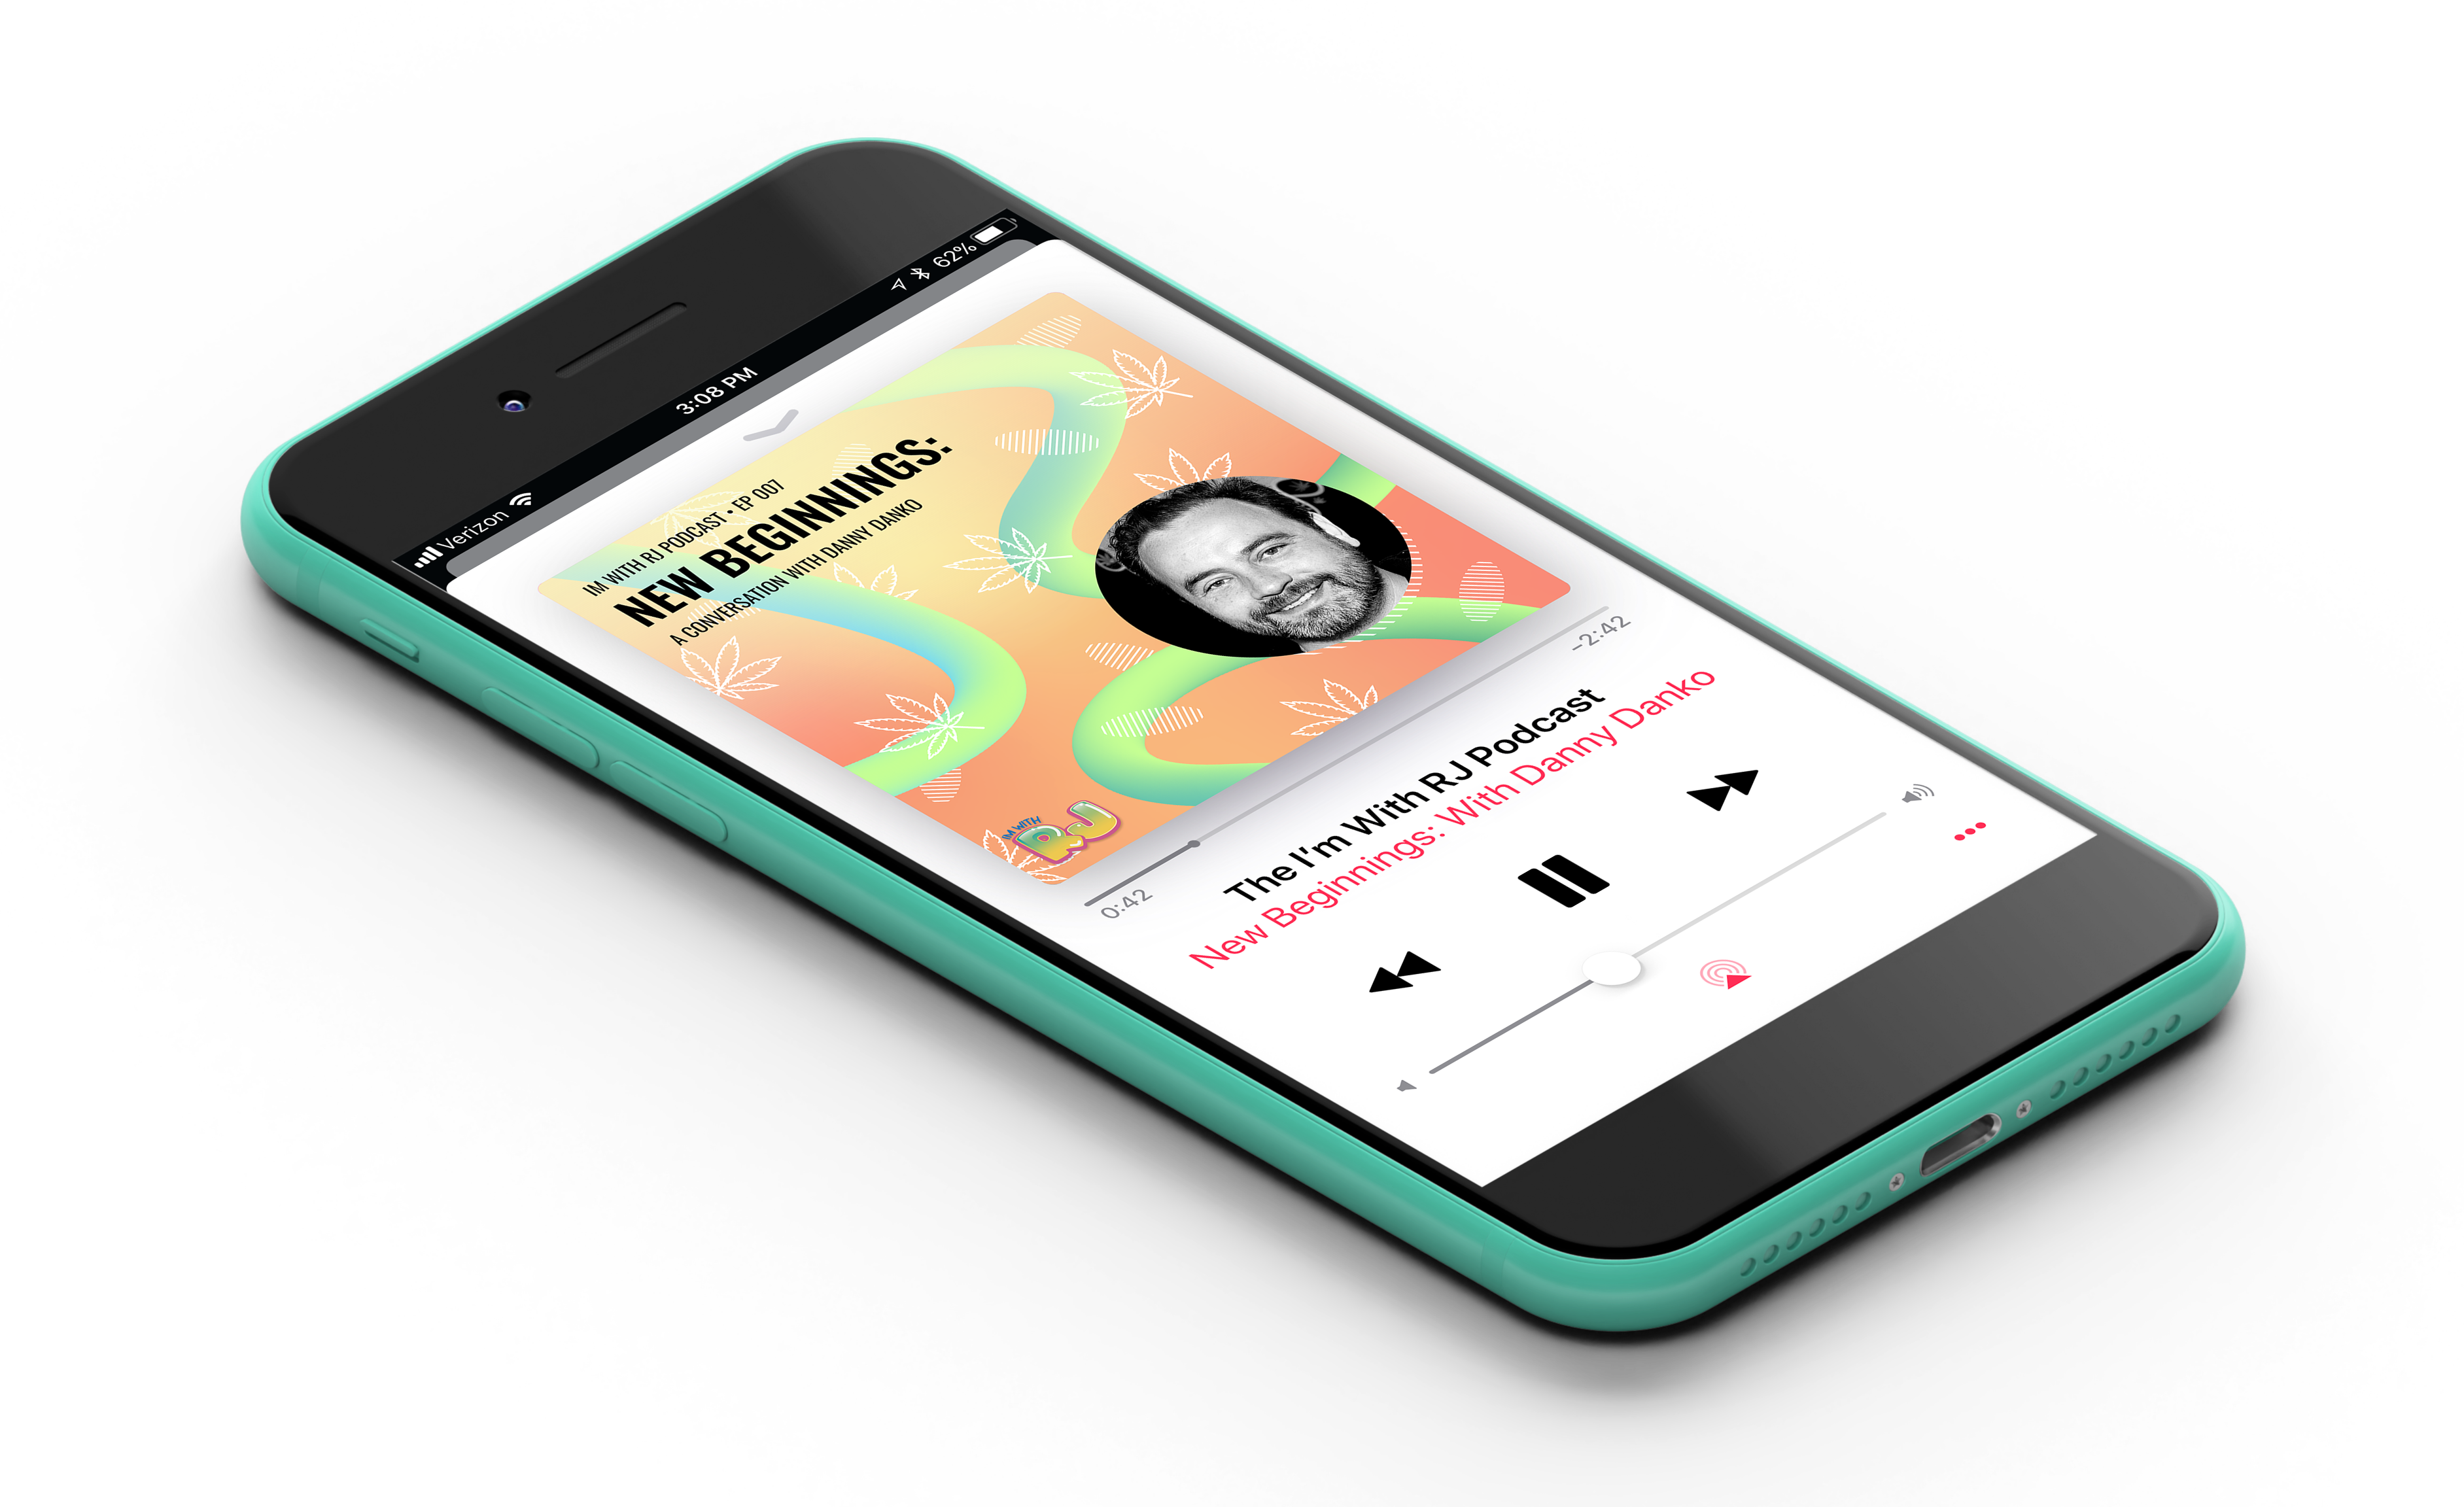 Verizon 3:08 PM 62%
IM WITH RJ PODCAST • EP 007
NEW BEGINNINGS:
A CONVERSATION WITH DANNY DANKO
IM WITH
RJ
0:42 -2:42
The I'm With RJ Podcast
New Beginnings: With Danny Danko